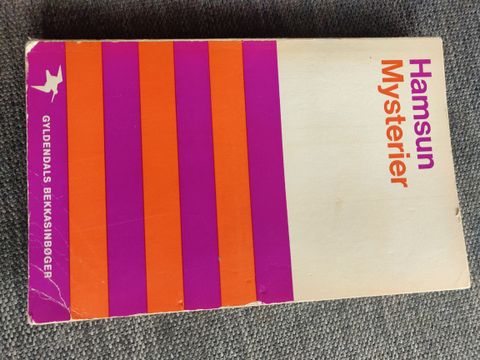 Hamsun
Mysterier
GYLDENDALS BEKKASINBØGER